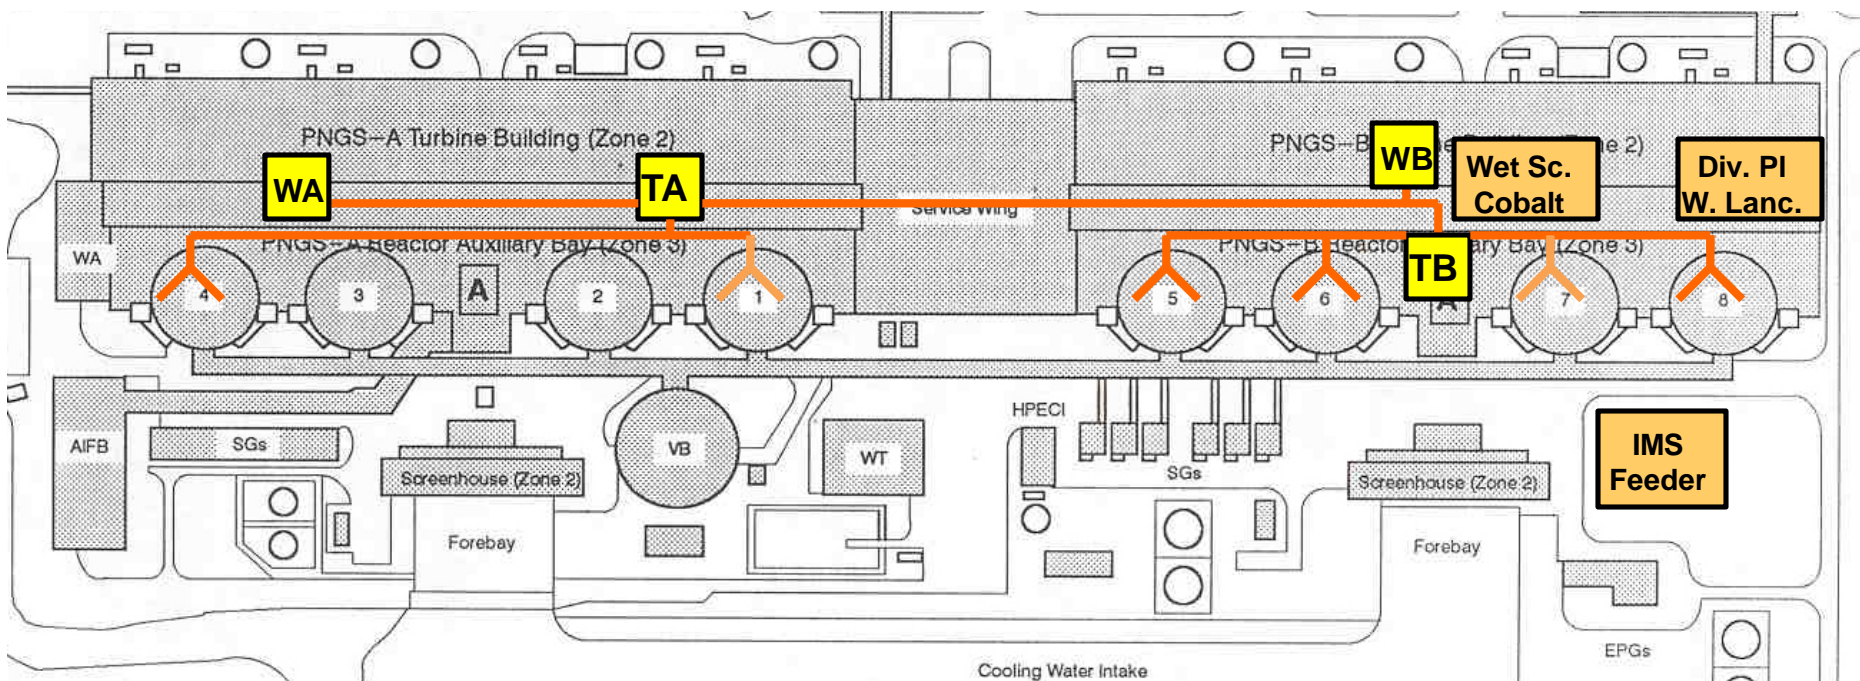 PNGS-A Turbine Building (Zone 2)
PNGS-B
ne 2)
WA
TA
WB
Wet Sc.
Cobalt
Div. Pl
W. Lanc.
Service Wing
PNGS-A Reactor Auxiliary Bay (Zone 3)
PNGS-B Reactor
ary Bay (Zone 3)
WA
TB
4
3
A
2
1
5
6
A
7
8
HPECI
AIFB
SGs
VB
WT
SGs
IMS
Feeder
Screenhouse (Zone 2)
Screenhouse (Zone 2)
Forebay
Forebay
EPGs
Cooling Water Intake